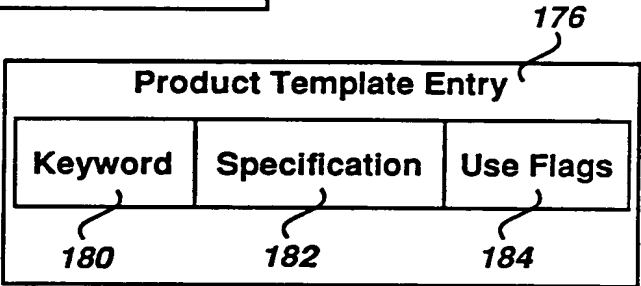 176
Product Template Entry
Keyword Specification Use Flags
180 182 184